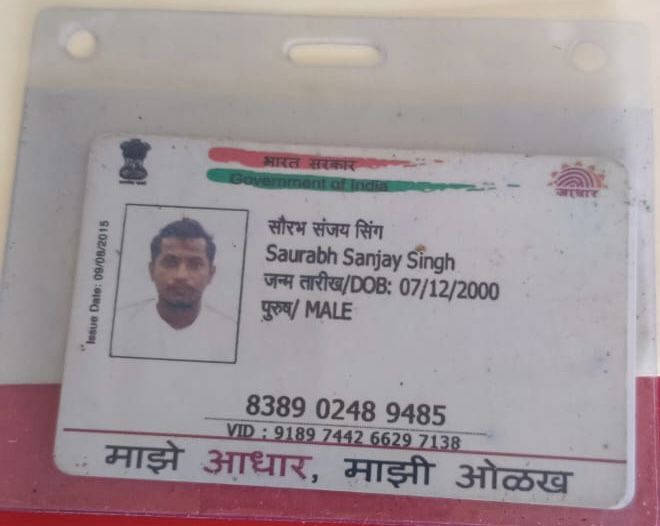 भारत सरकार
Government of India
आधार
Issue Date: 09/08/2015
सौरभ संजय सिंग
Saurabh Sanjay Singh
जन्म तारीख/DOB: 07/12/2000
पुरुष/ MALE
8389 0248 9485
VID : 9189 7442 6629 7138
माझे आधार, माझी ओळख